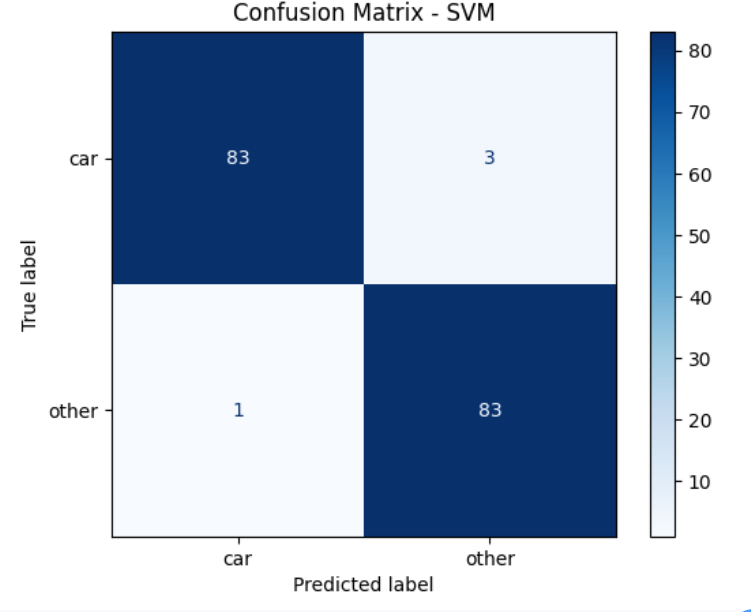 Confusion Matrix - SVM
80
70
60
50
40
30
20
10
True label
car
83
3
other
1
83
car
other
Predicted label